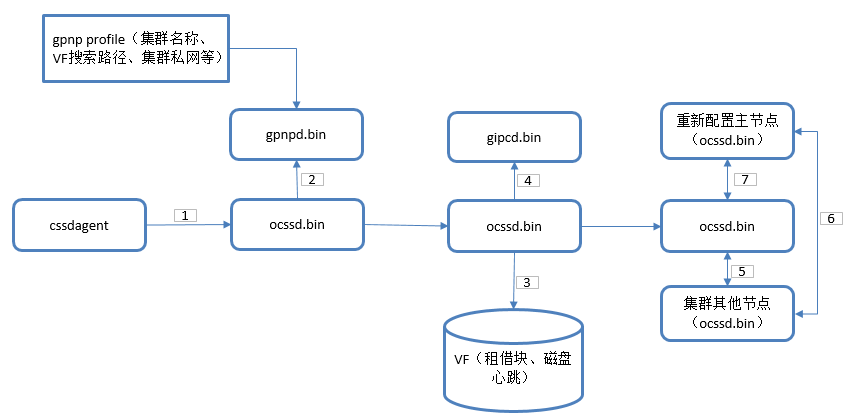 gpnp profile（集群名称、
VF搜索路径、集群私网等）
gpnpd.bin
gipcd.bin
重新配置主节点
（ocssd.bin）
2
4
7
cssdagent
1
ocssd.bin
ocssd.bin
ocssd.bin
6
3
5
集群其他节点
（ocssd.bin）
VF（租借块、磁盘
心跳）